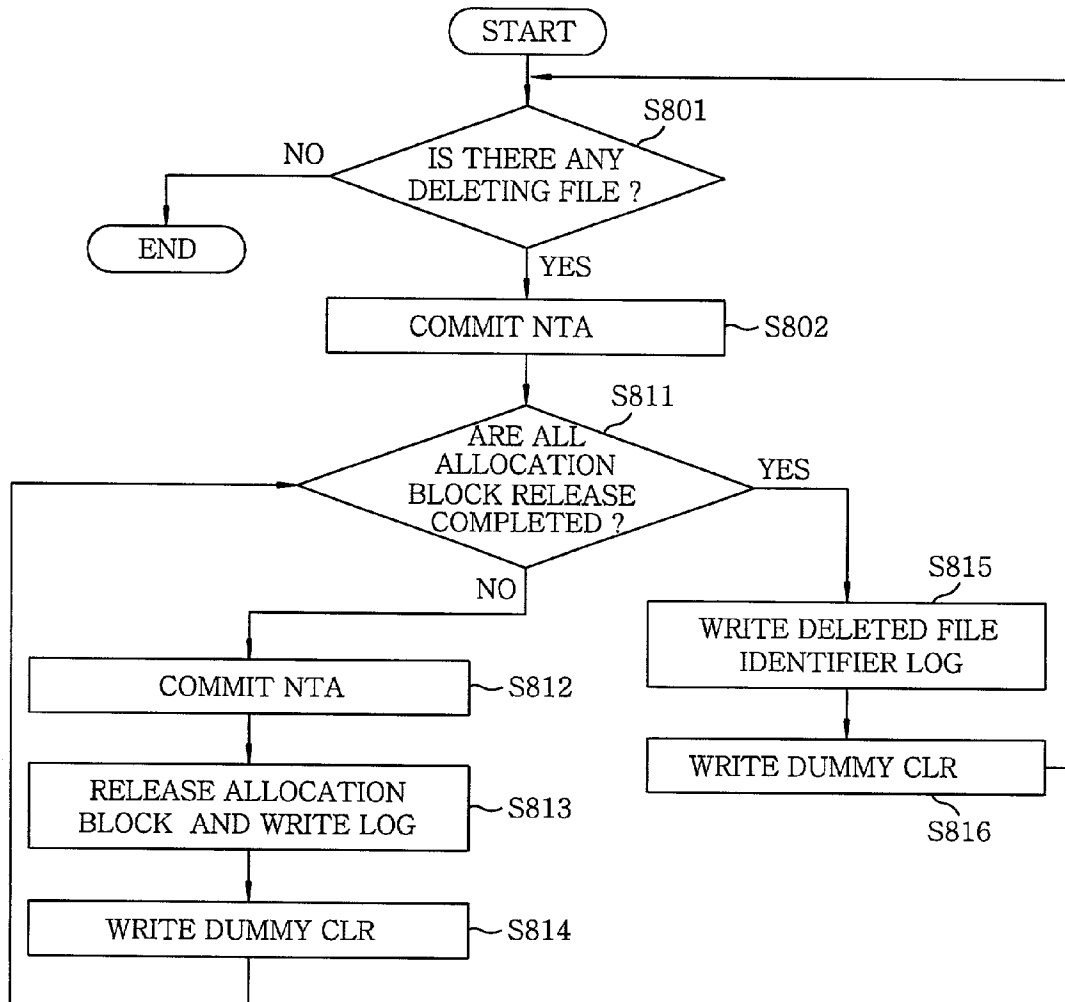 START
S801
NO
IS THERE ANY
DELETING FILE ?
END
YES
COMMIT NTA
S802
S811
ARE ALL
ALLOCATION
BLOCK RELEASE
COMPLETED ?
YES
NO
S815
WRITE DELETED FILE
IDENTIFIER LOG
COMMIT NTA
S812
WRITE DUMMY CLR
S816
RELEASE ALLOCATION
BLOCK AND WRITE LOG
S813
WRITE DUMMY CLR
S814